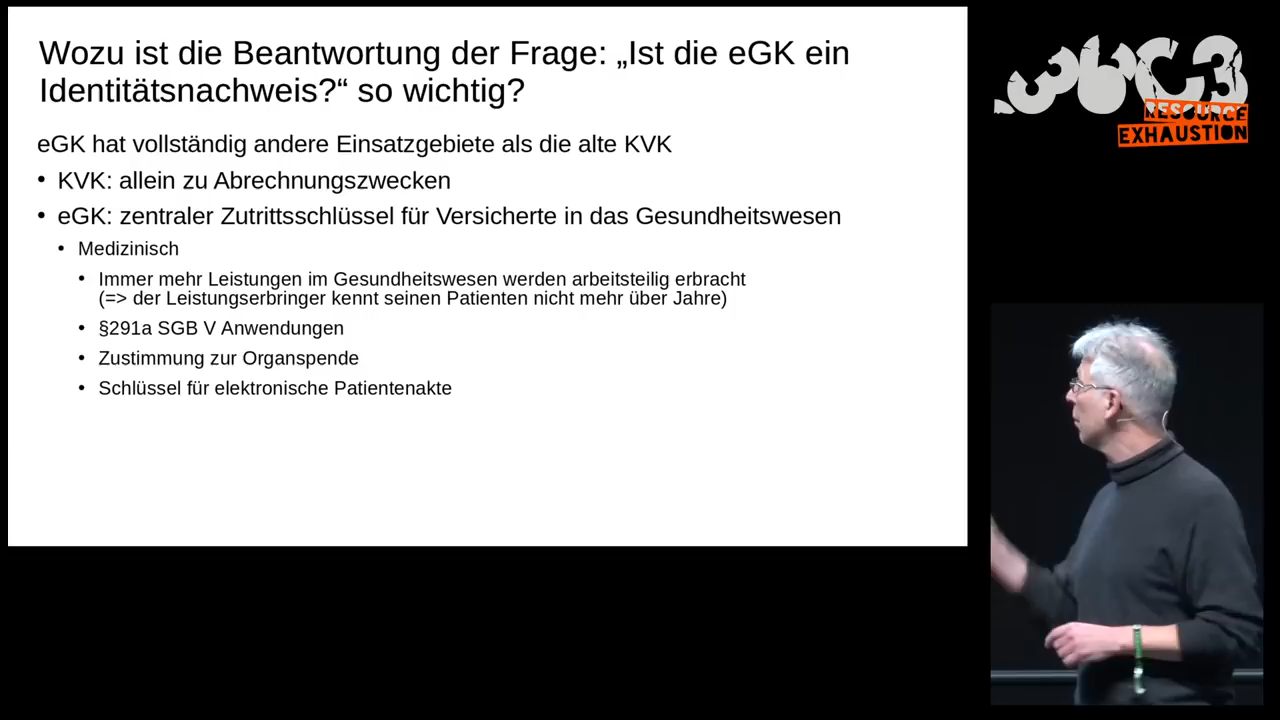 Wozu ist die Beantwortung der Frage: „Ist die eGK ein
Identitätsnachweis?“ so wichtig?
eGK hat vollständig andere Einsatzgebiete als die alte KVK
• KVK: allein zu Abrechnungszwecken
• eGK: zentraler Zutrittsschlüssel für Versicherte in das Gesundheitswesen
• Medizinisch
• Immer mehr Leistungen im Gesundheitswesen werden arbeitsteilig erbracht
(=> der Leistungserbringer kennt seinen Patienten nicht mehr über Jahre)
• §291a SGB V Anwendungen
• Zustimmung zur Organspende
• Schlüssel für elektronische Patientenakte
36C3
RESOURCE
EXHAUSTION